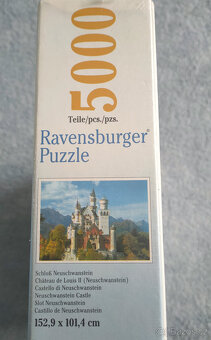 5000
Teile/pcs./pzs.
Ravensburger®
Puzzle
Schloß Neuschwanstein
Château de Louis II (Neuschwanstein)
Castello di Neuschwanstein
Neuschwanstein Castle
Slot Neuschwanstein
Castillo de Neuschwanstein
152,9 x 101,4 cm